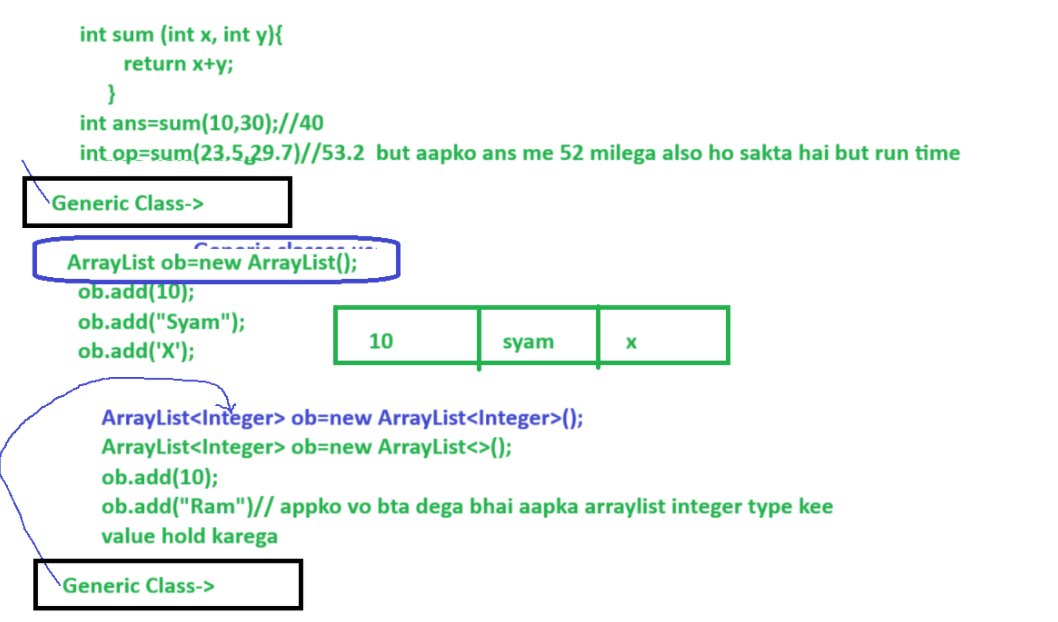 int sum (int x, int y){
return x+y;
}
int ans=sum(10,30);//40
int op=sum(23.5,29.7)//53.2 but aapko ans me 52 milega also ho sakta hai but run time
Generic Class->
ArrayList ob=new ArrayList();
ob.add(10);
ob.add("Syam");
ob.add('X');
10 syam x
ArrayList<Integer> ob=new ArrayList<Integer>();
ArrayList<Integer> ob=new ArrayList<>();
ob.add(10);
ob.add("Ram")// appko vo bta dega bhai aapka arraylist integer type kee
value hold karega
Generic Class->